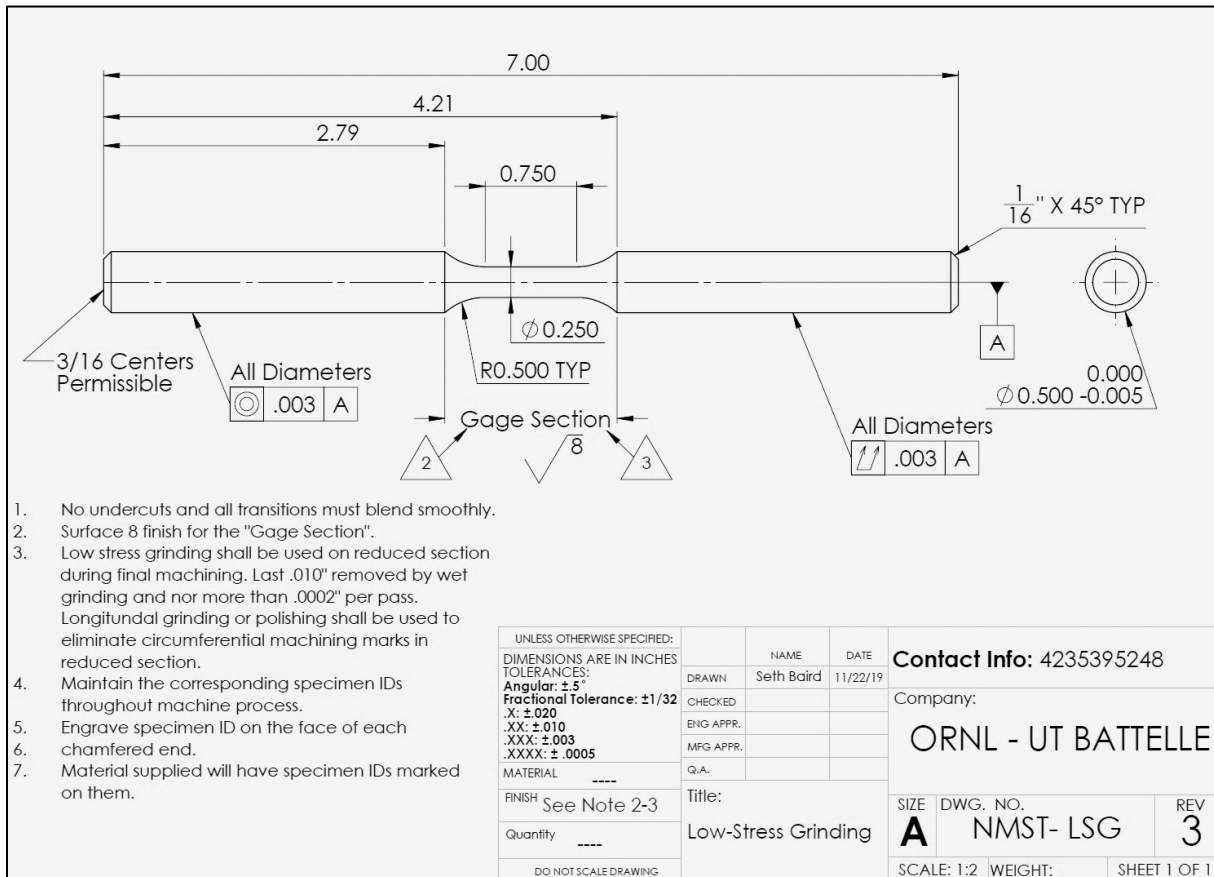 7.00
4.21
2.79
0.750
1/16" X 45° TYP
∅0.250
R0.500 TYP
3/16 Centers
Permissible
All Diameters
◎ .003 A
Gage Section
2
8
3
A
0.000
∅0.500 -0.005
All Diameters
⌰ .003 A
1. No undercuts and all transitions must blend smoothly.
2. Surface 8 finish for the "Gage Section".
3. Low stress grinding shall be used on reduced section
during final machining. Last .010" removed by wet
grinding and nor more than .0002" per pass.
Longitundal grinding or polishing shall be used to
eliminate circumferential machining marks in
reduced section.
4. Maintain the corresponding specimen IDs
throughout machine process.
5. Engrave specimen ID on the face of each
6. chamfered end.
7. Material supplied will have specimen IDs marked
on them.
UNLESS OTHERWISE SPECIFIED:
DIMENSIONS ARE IN INCHES
TOLERANCES:
Angular: ±.5°
Fractional Tolerance: ±1/32
.X: ±.020
.XX: ±.010
.XXX: ±.003
.XXXX: ± .0005
MATERIAL ----
FINISH See Note 2-3
Quantity ----
DO NOT SCALE DRAWING
NAME DATE
DRAWN Seth Baird 11/22/19
CHECKED
ENG APPR.
MFG APPR.
Q.A.
Title:
Low-Stress Grinding
Contact Info: 4235395248
Company:
ORNL - UT BATTELLE
SIZE DWG. NO. REV
A NMST- LSG 3
SCALE: 1:2 WEIGHT: SHEET 1 OF 1